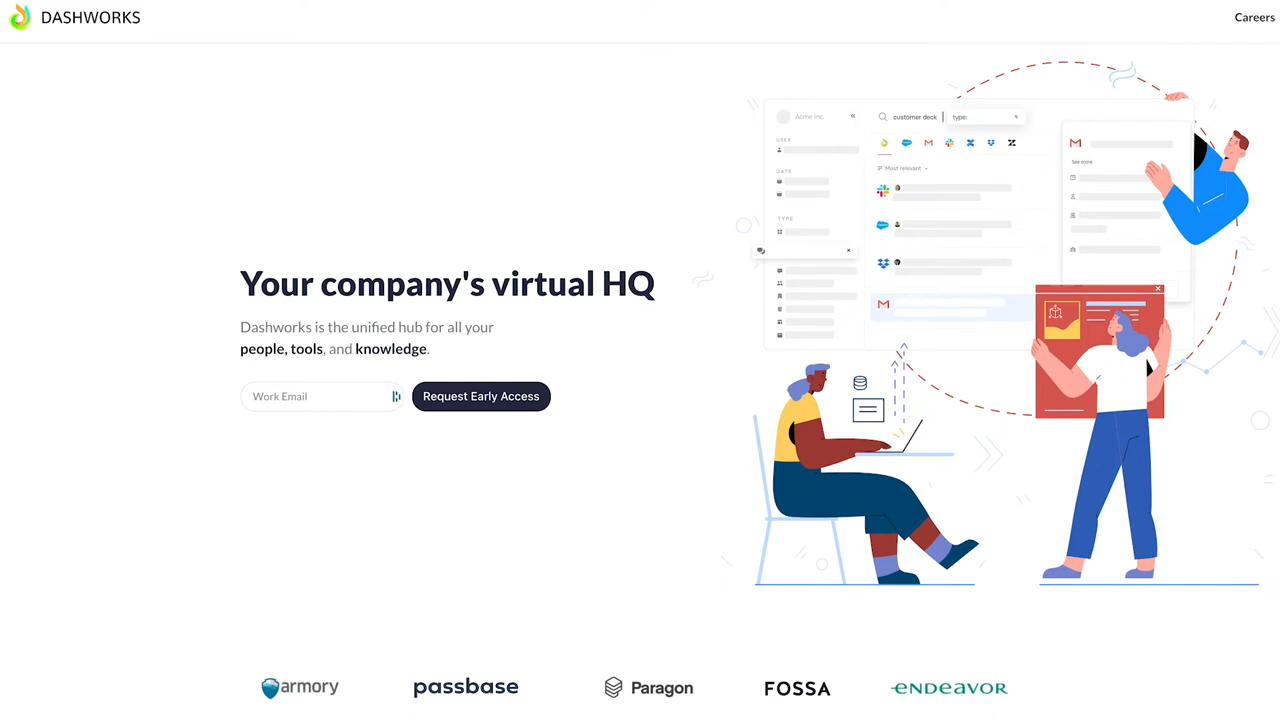 DASHWORKS
Careers
Acme Inc.
«
customer deck
type:
USER
DATE
Most relevant
See more
TYPE
Your company's virtual HQ
Dashworks is the unified hub for all your
people, tools, and knowledge.
Work Email
Request Early Access
armory
passbase
Paragon
FOSSA
ENDEAVOR